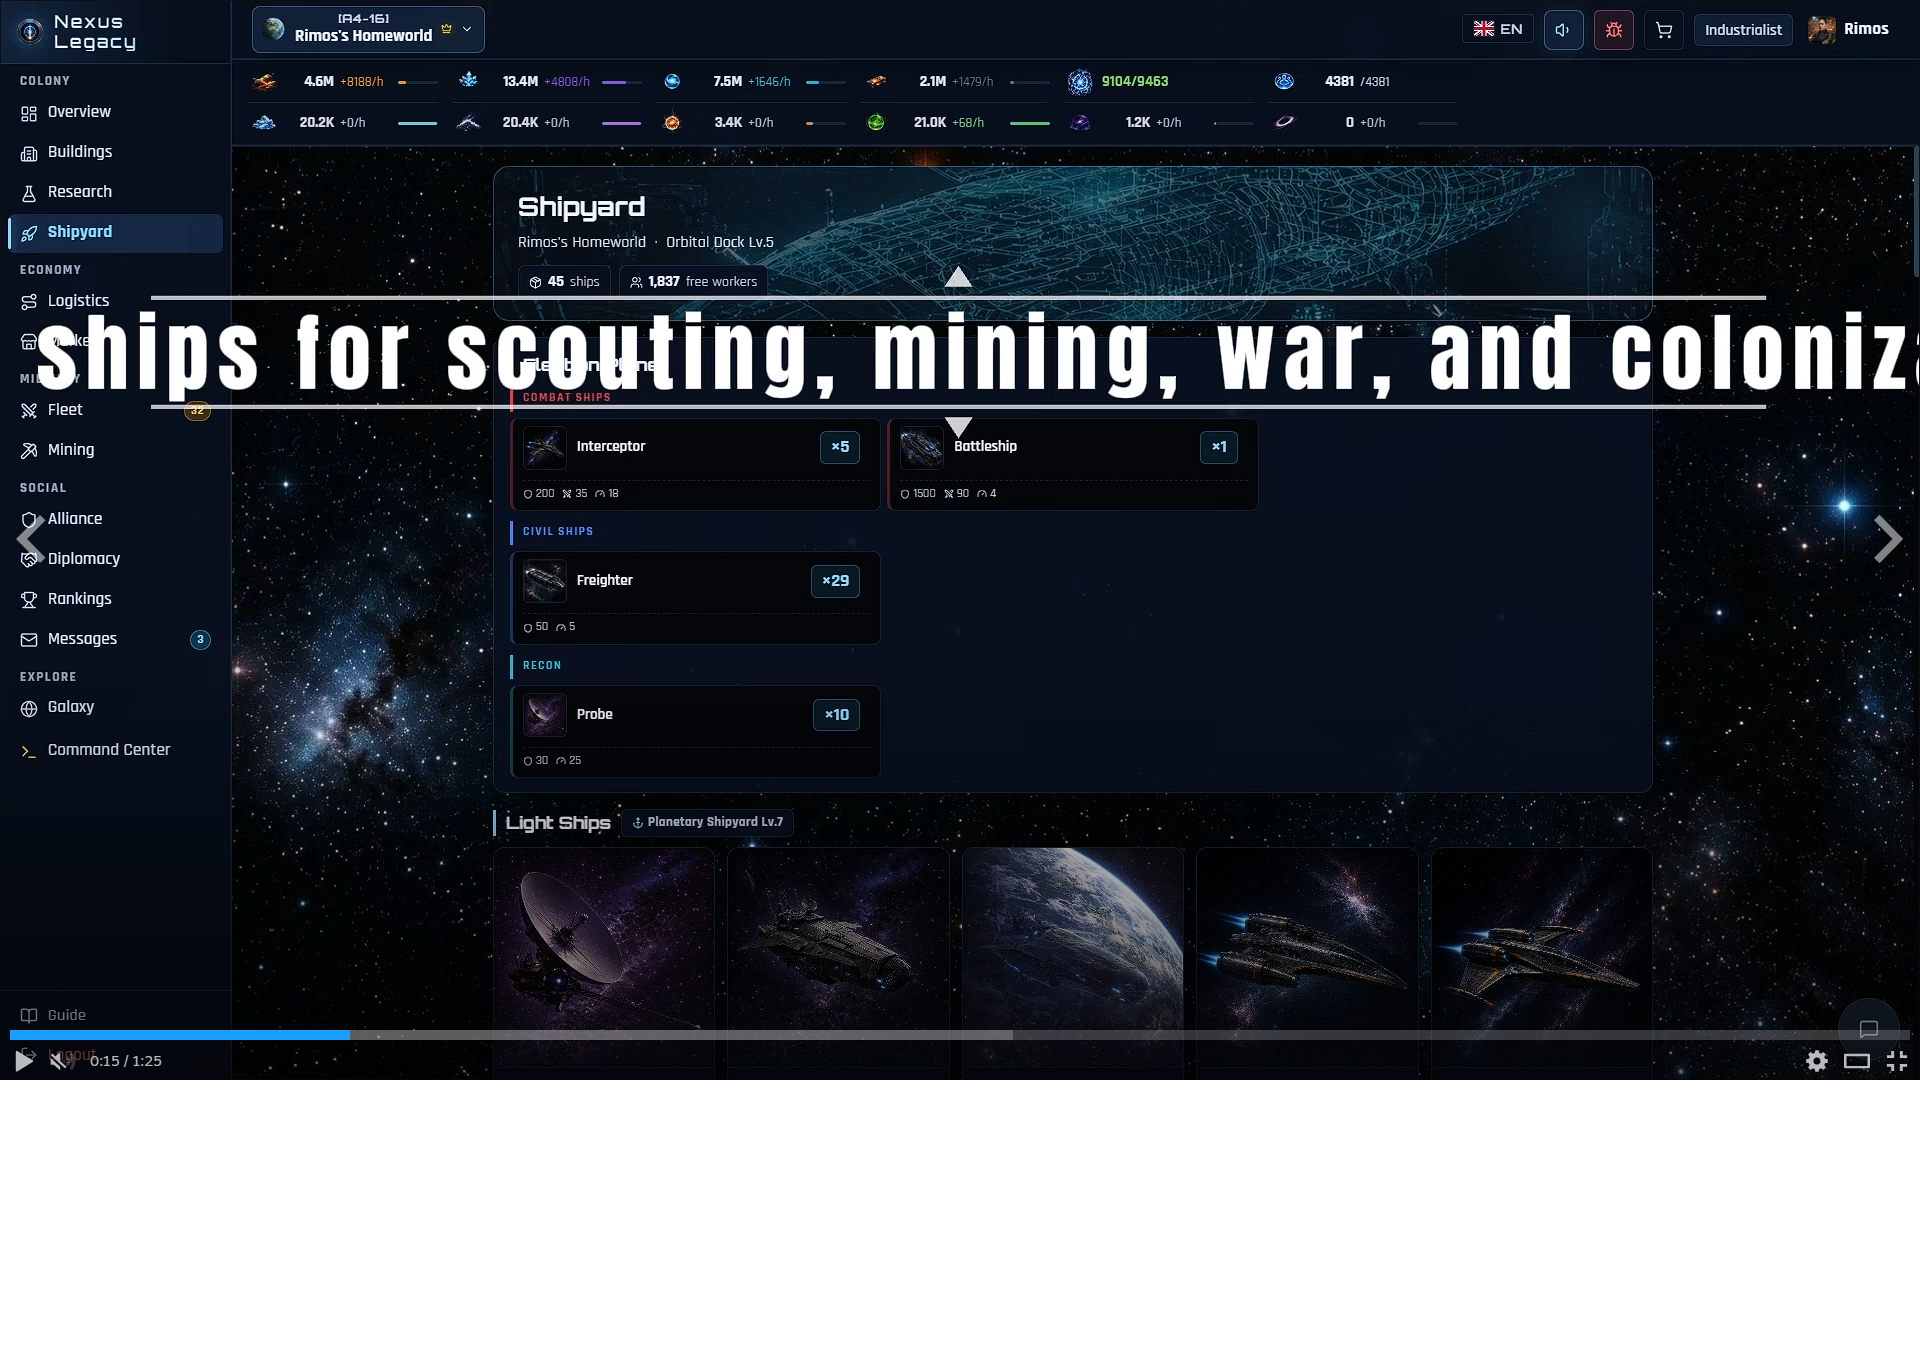 Nexus
Legacy
[A4-16]
Rimos's Homeworld
EN
Industrialist
Rimos
4.6M +8188/h
13.4M +4808/h
7.5M +1646/h
2.1M +1479/h
9104/9463
4381 /4381
20.2K +0/h
20.4K +0/h
3.4K +0/h
21.0K +68/h
1.2K +0/h
0 +0/h
COLONY
Overview
Buildings
Research
Shipyard
ECONOMY
Logistics
Fleet
32
Mining
SOCIAL
Alliance
Diplomacy
Rankings
Messages
3
EXPLORE
Galaxy
Command Center
Guide
Logout
Shipyard
Rimos's Homeworld · Orbital Dock Lv.5
45 ships
1,837 free workers
ships for scouting, mining, war, and coloniza
COMBAT SHIPS
Interceptor
×5
200 35 18
Battleship
×1
1500 90 4
CIVIL SHIPS
Freighter
×29
50 5
RECON
Probe
×10
30 25
Light Ships
Planetary Shipyard Lv.7
0:15 / 1:25